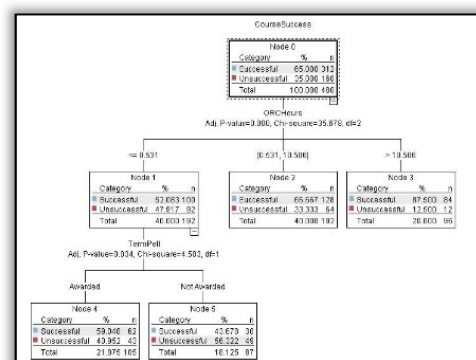 CourseSuccess
Node 0
Category % n
Successful 65.000 312
Unsuccessful 35.000 168
Total 100.000 480
ORCHours
Adj. P-value=0.000, Chi-square=35.678, df=2
<= 0.531
(0.531, 10.506]
> 10.506
Node 1
Category % n
Successful 52.083 100
Unsuccessful 47.917 92
Total 40.000 192
Node 2
Category % n
Successful 66.667 128
Unsuccessful 33.333 64
Total 40.000 192
Node 3
Category % n
Successful 87.500 84
Unsuccessful 12.500 12
Total 20.000 96
TermPell
Adj. P-value=0.034, Chi-square=4.503, df=1
Awarded
Not Awarded
Node 4
Category % n
Successful 59.048 62
Unsuccessful 40.952 43
Total 21.875 105
Node 5
Category % n
Successful 43.678 38
Unsuccessful 56.322 49
Total 18.125 87